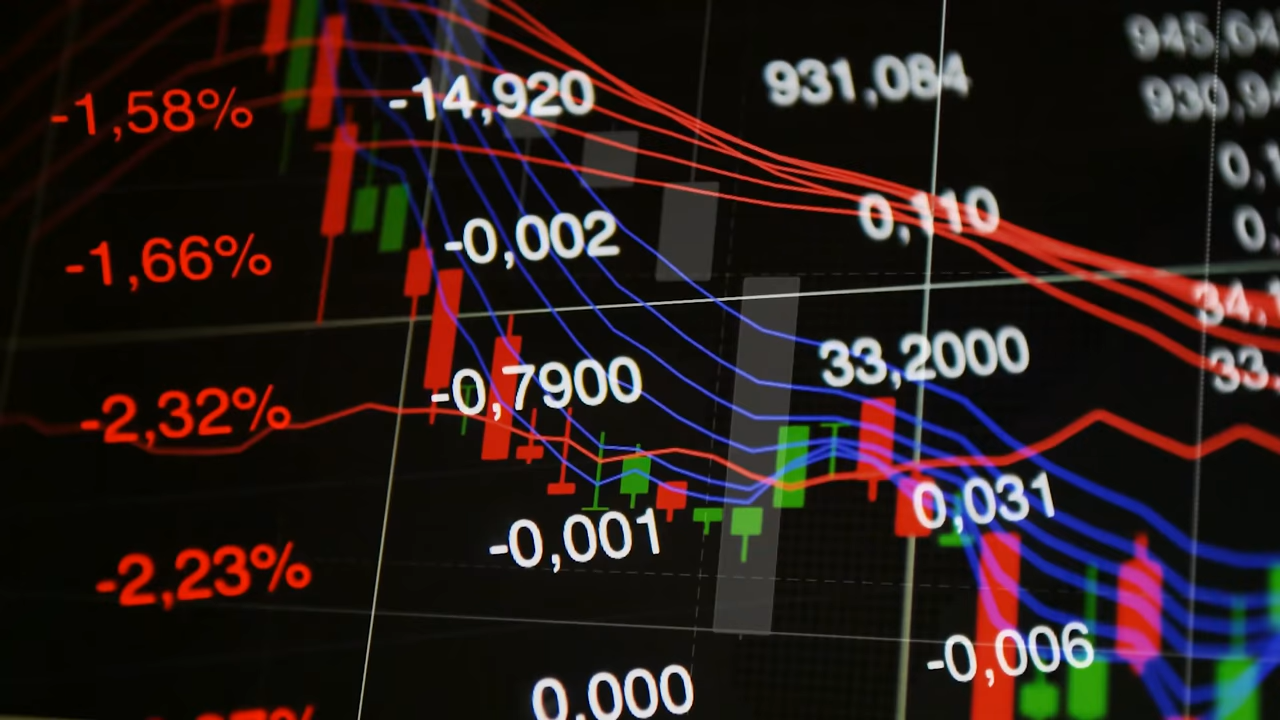 -1,58% -14,920 931,084
-1,66% -0,002 0,110
-2,32% -0,7900 33,2000
-2,23% -0,001 0,031
0,000 -0,006